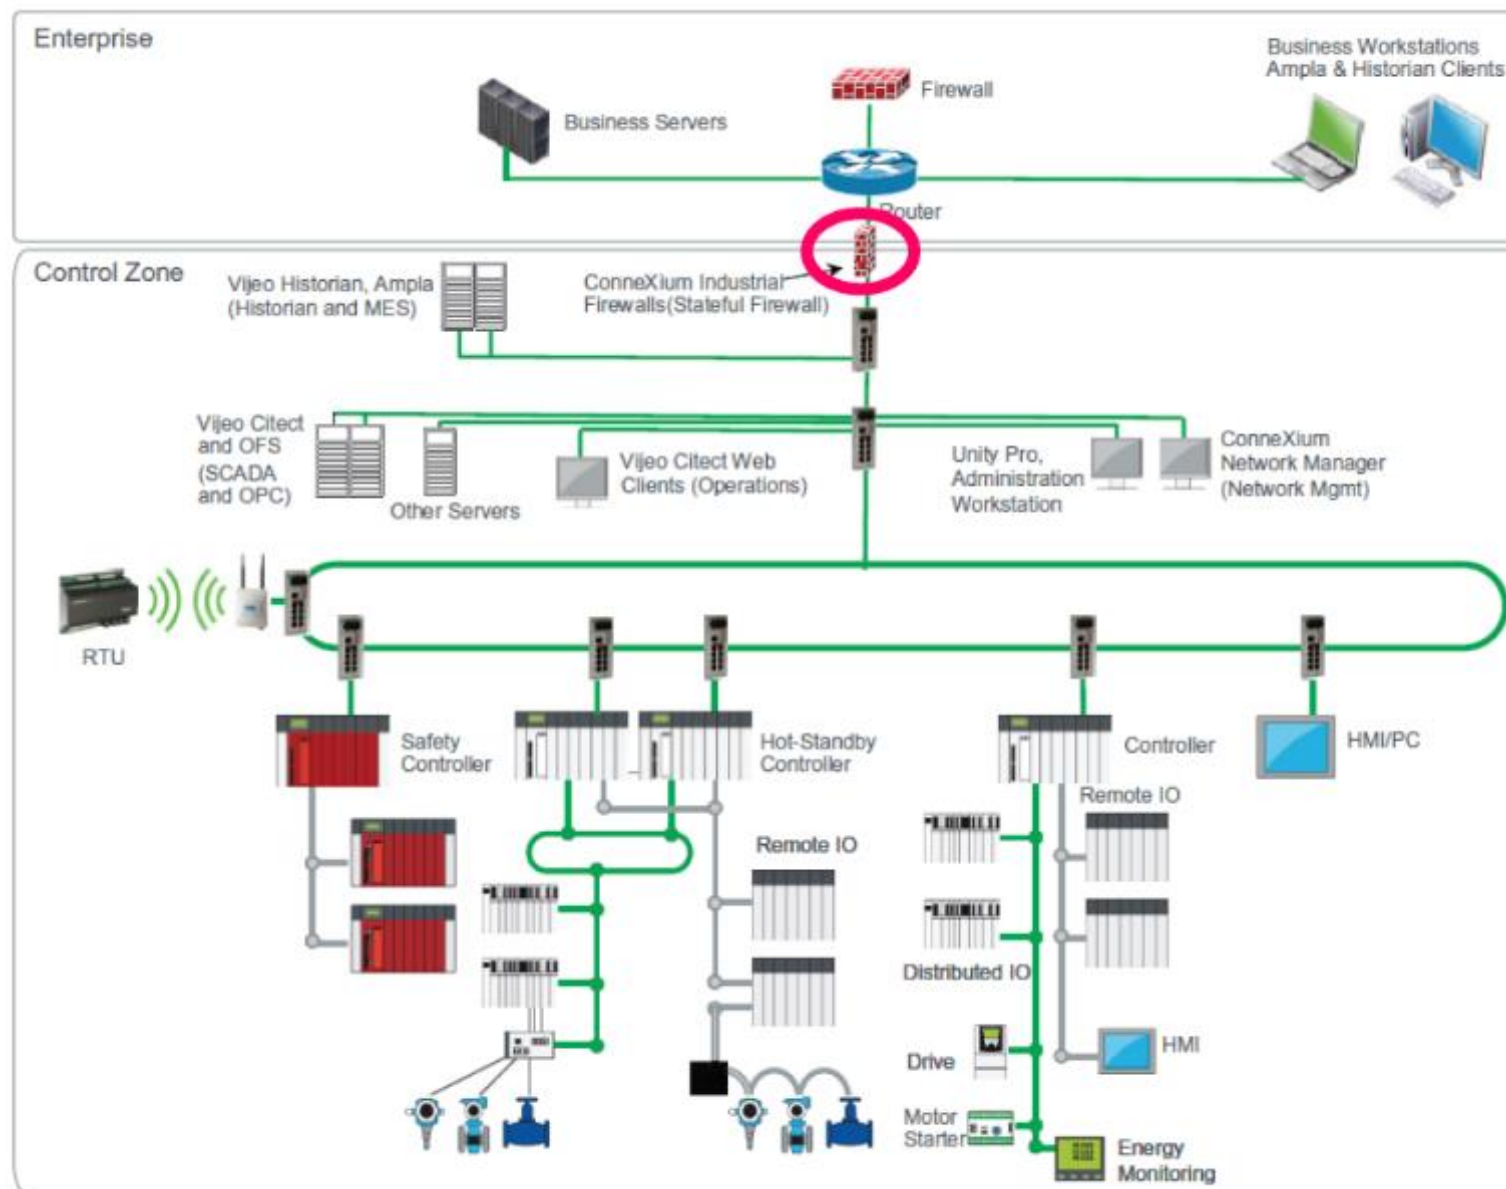 Enterprise
Firewall
Business Workstations
Ampla & Historian Clients
Business Servers
Router
Control Zone
Vijeo Historian, Ampla
(Historian and MES)
ConneXium Industrial
Firewalls(Stateful Firewall)
Vijeo Citect
and OFS
(SCADA
and OPC)
Other Servers
Vijeo Citect Web
Clients (Operations)
Unity Pro,
Administration
Workstation
ConneXium
Network Manager
(Network Mgmt)
RTU
Safety
Controller
Hot-Standby
Controller
Controller
HMI/PC
Remote IO
Remote IO
Distributed IO
Drive
HMI
Motor
Starter
Energy
Monitoring